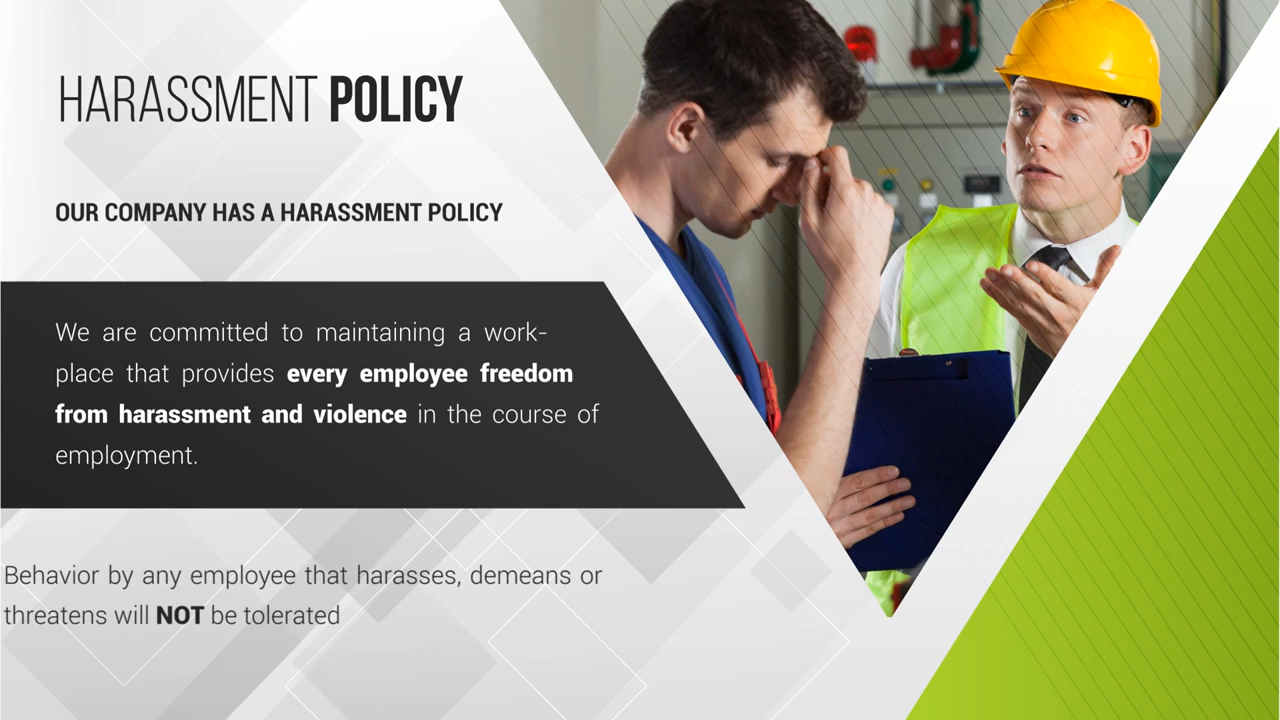 HARASSMENT POLICY
OUR COMPANY HAS A HARASSMENT POLICY
We are committed to maintaining a work-
place that provides every employee freedom
from harassment and violence in the course of
employment.
Behavior by any employee that harasses, demeans or
threatens will NOT be tolerated